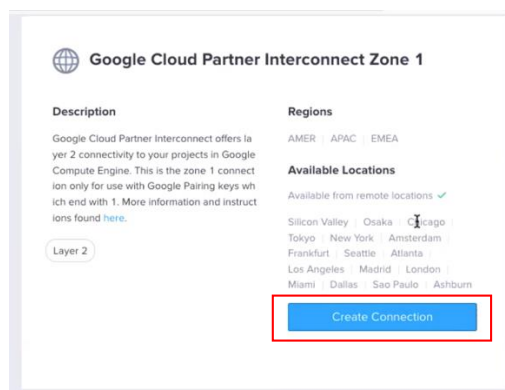 Google Cloud Partner Interconnect Zone 1
Description
Google Cloud Partner Interconnect offers la
yer 2 connectivity to your projects in Google
Compute Engine. This is the zone 1 connect
ion only for use with Google Pairing keys wh
ich end with 1. More information and instruct
ions found here.
Layer 2
Regions
AMER | APAC | EMEA
Available Locations
Available from remote locations ✓
Silicon Valley | Osaka | Chicago |
Tokyo | New York | Amsterdam |
Frankfurt | Seattle | Atlanta |
Los Angeles | Madrid | London |
Miami | Dallas | Sao Paulo | Ashburn
Create Connection